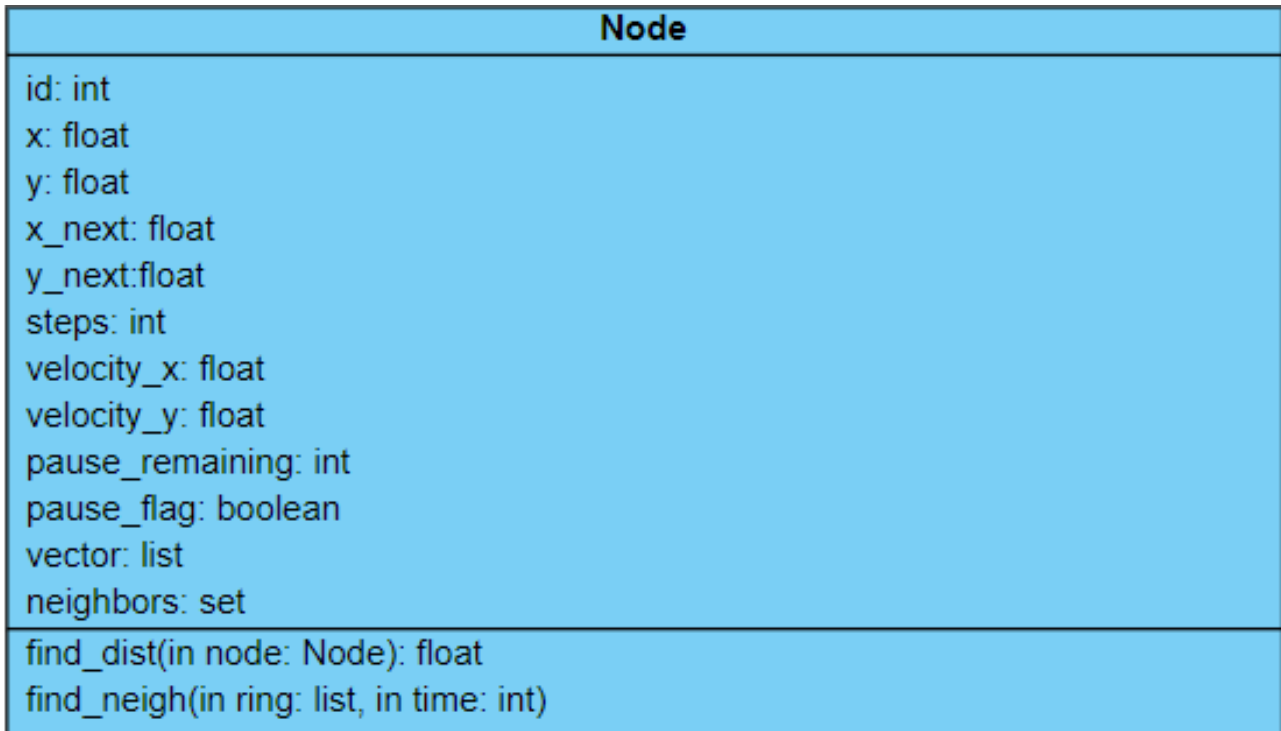 Node
id: int
x: float
y: float
x_next: float
y_next:float
steps: int
velocity_x: float
velocity_y: float
pause_remaining: int
pause_flag: boolean
vector: list
neighbors: set
find_dist(in node: Node): float
find_neigh(in ring: list, in time: int)